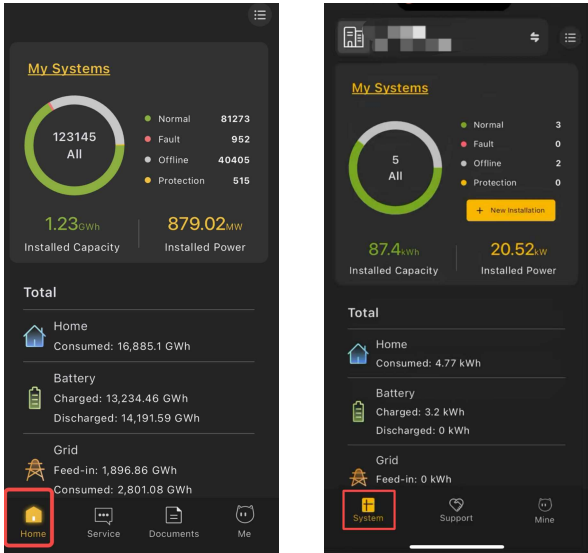 My Systems
123145
All
Normal 81273
Fault 952
Offline 40405
Protection 515
1.23GWh
Installed Capacity
879.02MW
Installed Power
Total
Home
Consumed: 16,885.1 GWh
Battery
Charged: 13,234.46 GWh
Discharged: 14,191.59 GWh
Grid
Feed-in: 1,896.86 GWh
Consumed: 2,801.08 GWh
Home
Service
Documents
Me
My Systems
5
All
Normal 3
Fault 0
Offline 2
Protection 0
+ New Installation
87.4kWh
Installed Capacity
20.52kW
Installed Power
Total
Home
Consumed: 4.77 kWh
Battery
Charged: 3.2 kWh
Discharged: 0 kWh
Grid
Feed-in: 0 kWh
System
Support
Mine